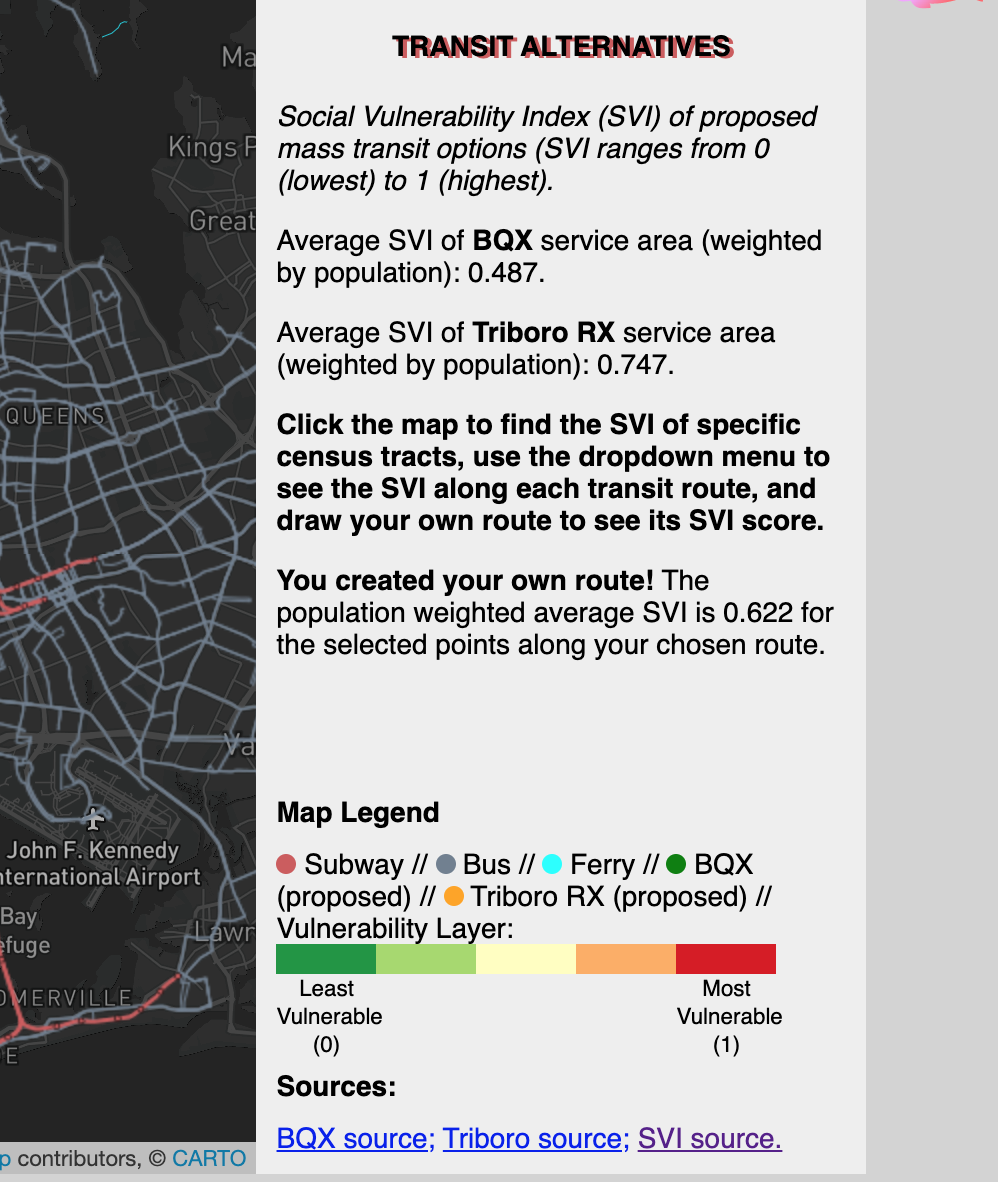 TRANSIT ALTERNATIVES
Social Vulnerability Index (SVI) of proposed
mass transit options (SVI ranges from 0
(lowest) to 1 (highest).
Average SVI of BQX service area (weighted
by population): 0.487.
Average SVI of Triboro RX service area
(weighted by population): 0.747.
Click the map to find the SVI of specific
census tracts, use the dropdown menu to
see the SVI along each transit route, and
draw your own route to see its SVI score.
You created your own route! The
population weighted average SVI is 0.622 for
the selected points along your chosen route.
Map Legend
Subway // Bus // Ferry // BQX
(proposed) // Triboro RX (proposed) //
Vulnerability Layer:
Least
Vulnerable
(0)
Most
Vulnerable
(1)
Sources:
BQX source; Triboro source; SVI source.
Ma
Kings P
Great
QUEENS
Va
John F. Kennedy
nternational Airport
Bay
efuge
Lawr
OMERVILLE
E
p contributors, © CARTO